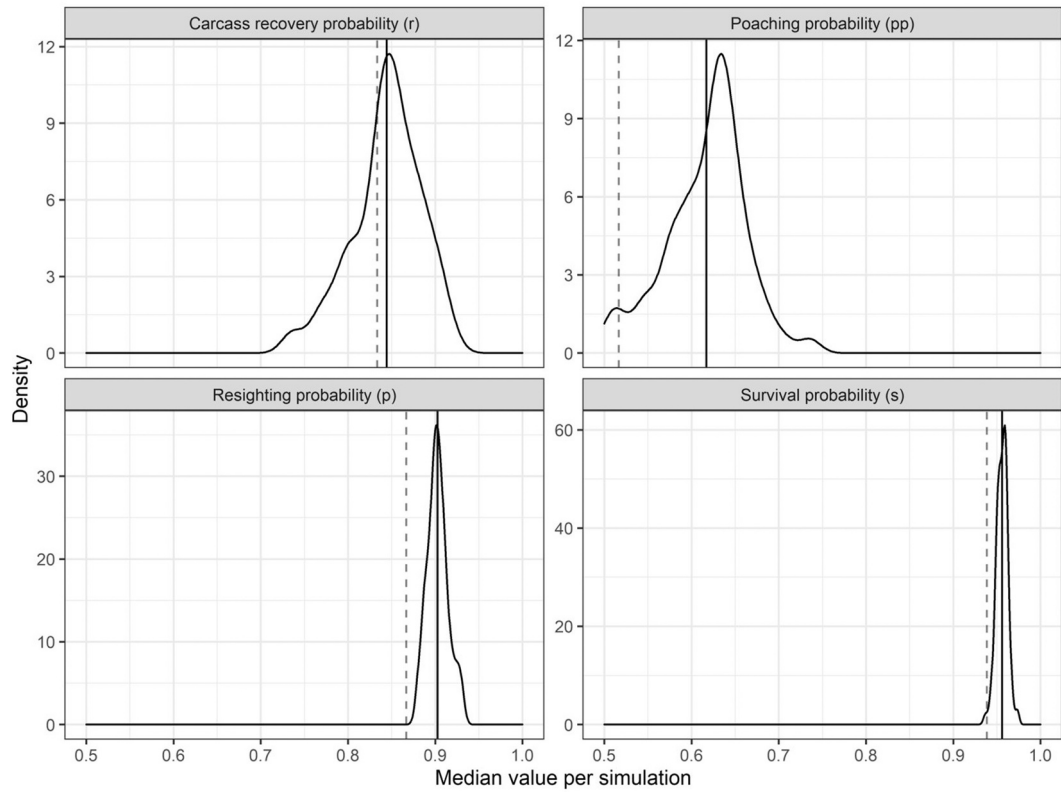 Carcass recovery probability (r)
Poaching probability (pp)
12
9
6
3
0
12
9
6
3
0
Density
Resighting probability (p)
Survival probability (s)
30
20
10
0
60
40
20
0
0.5 0.6 0.7 0.8 0.9 1.0
0.5 0.6 0.7 0.8 0.9 1.0
Median value per simulation